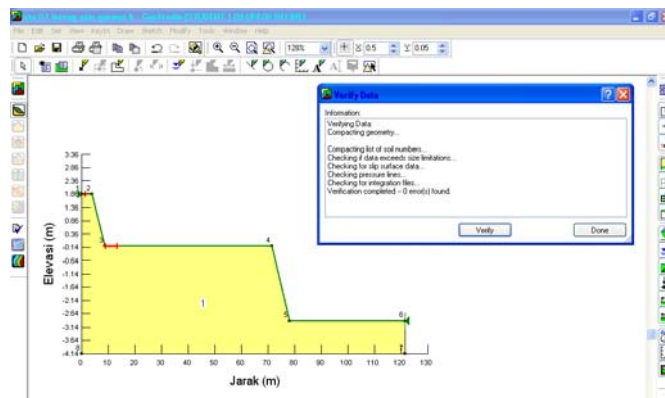 File Edit Set View KeyIn Draw Sketch Modify Tools Window Help
128% X: 0.5 Y: 0.05
Verify Data
Information:
Verifying Data
Compacting geometry...
Compacting list of soil numbers...
Checking if data exceeds size limitations...
Checking for slip surface data...
Checking pressure lines...
Checking for integration files...
Verification completed -- 0 error(s) found.
Verify Done
3.36
2.86
2.36
1.86
1.36
0.86
0.36
-0.14
-0.64
-1.14
-1.64
-2.14
-2.64
-3.14
-3.64
-4.14
1 2
3
4
5
6
7
1
0 10 20 30 40 50 60 70 80 90 100 110 120 130
Elevasi (m)
Jarak (m)